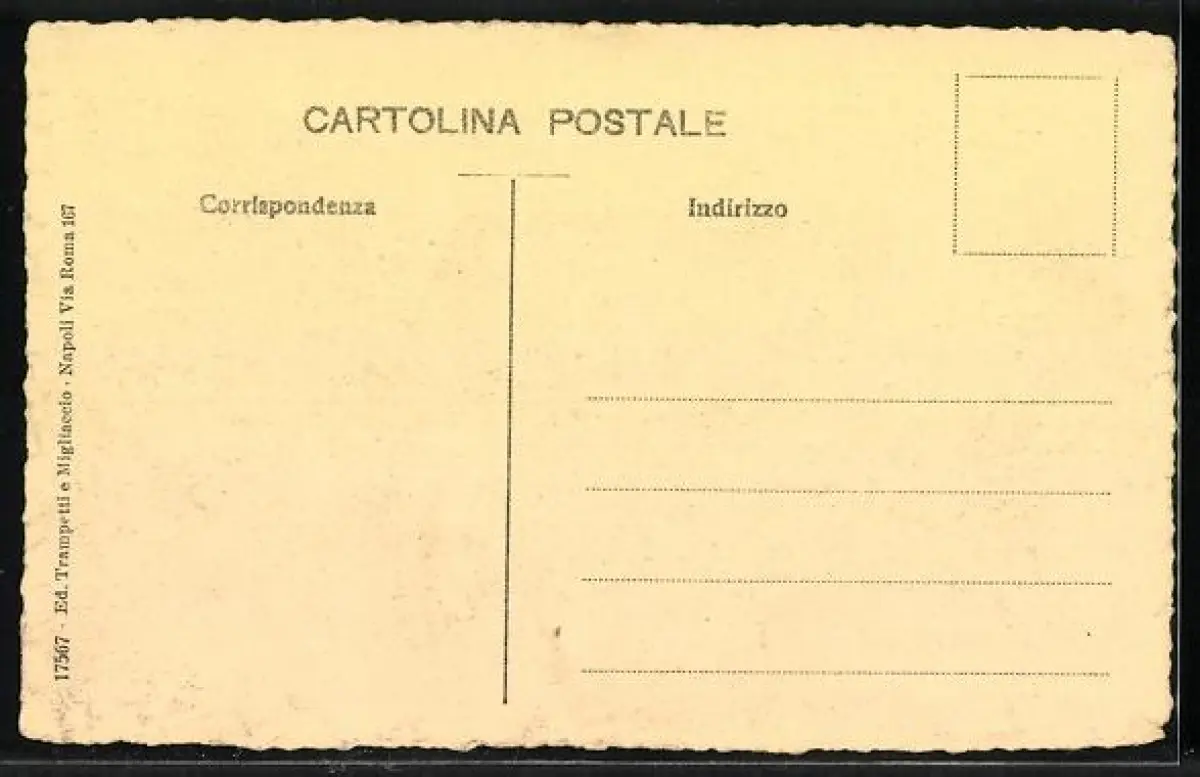 CARTOLINA POSTALE
Corrispondenza
Indirizzo
17567 - Ed. Trampetti e Migliaccio - Napoli Via Roma 167